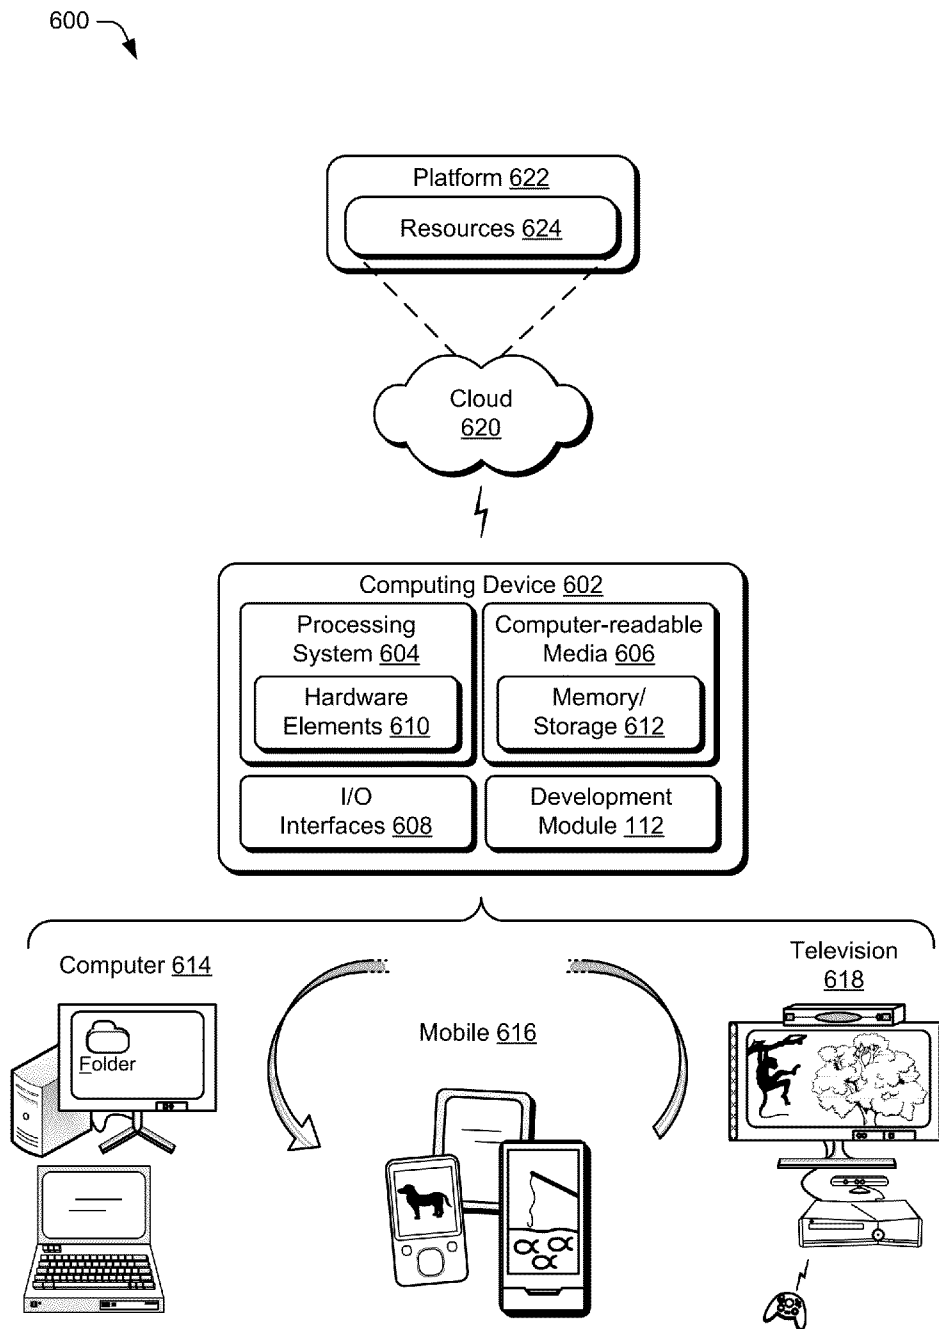 600
Platform 622
Resources 624
Cloud
620
Computing Device 602
Processing
System 604
Hardware
Elements 610
Computer-readable
Media 606
Memory/
Storage 612
I/O
Interfaces 608
Development
Module 112
Computer 614
Folder
Mobile 616
Television
618